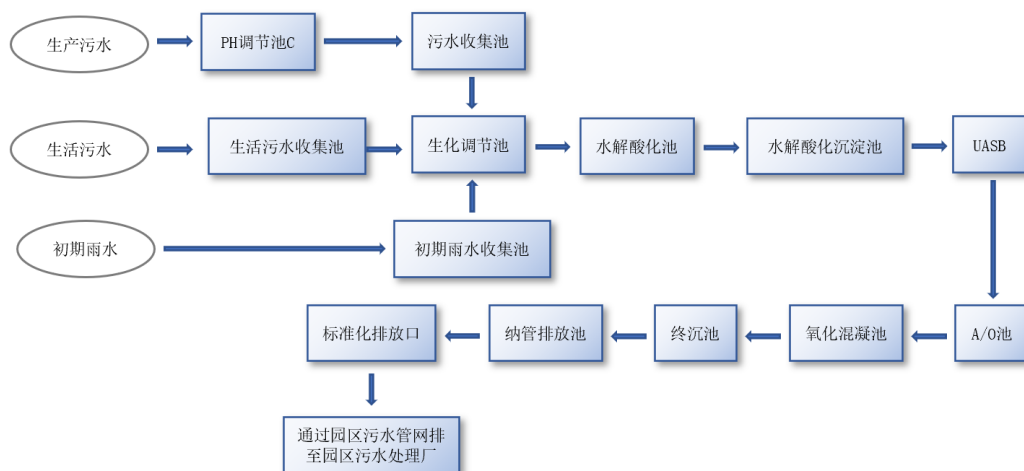 生产污水
PH调节池C
污水收集池
生活污水
生活污水收集池
生化调节池
水解酸化池
水解酸化沉淀池
UASB
初期雨水
初期雨水收集池
标准化排放口
纳管排放池
终沉池
氧化混凝池
A/O池
通过园区污水管网排
至园区污水处理厂